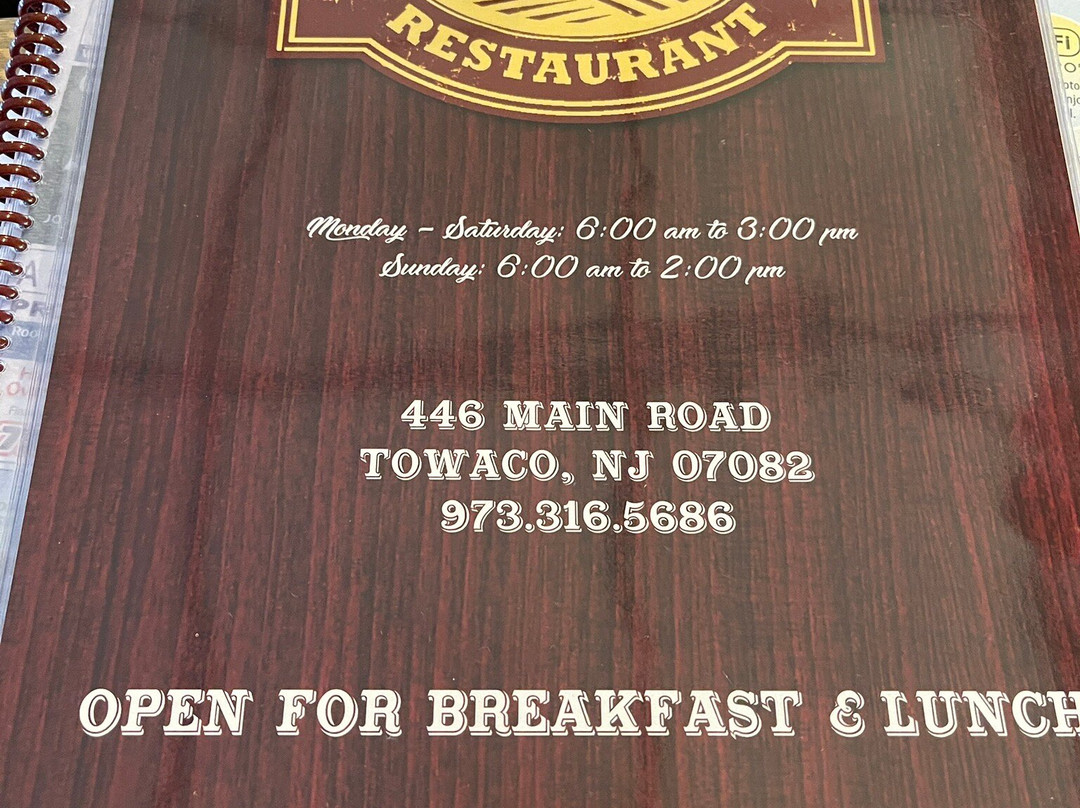 RESTAURANT
Monday - Saturday: 6:00 am to 3:00 pm
Sunday: 6:00 am to 2:00 pm
446 MAIN ROAD
TOWACO, NJ 07082
973.316.5686
OPEN FOR BREAKFAST & LUNCH